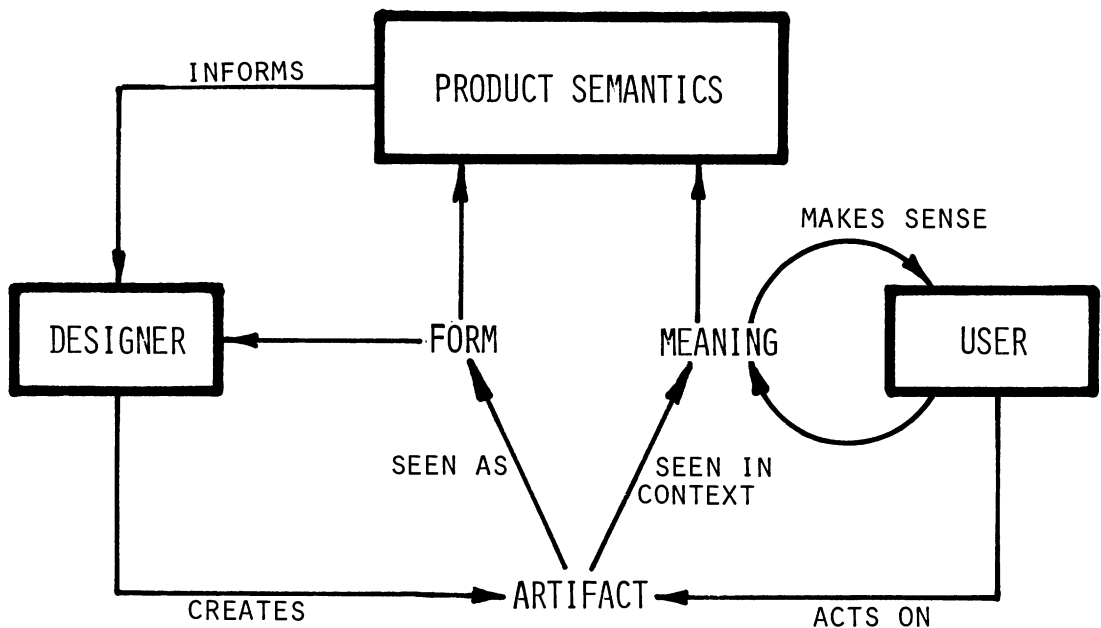 INFORMS
PRODUCT SEMANTICS
MAKES SENSE
DESIGNER
FORM
MEANING
USER
SEEN AS
SEEN IN
CONTEXT
ARTIFACT
CREATES
ACTS ON